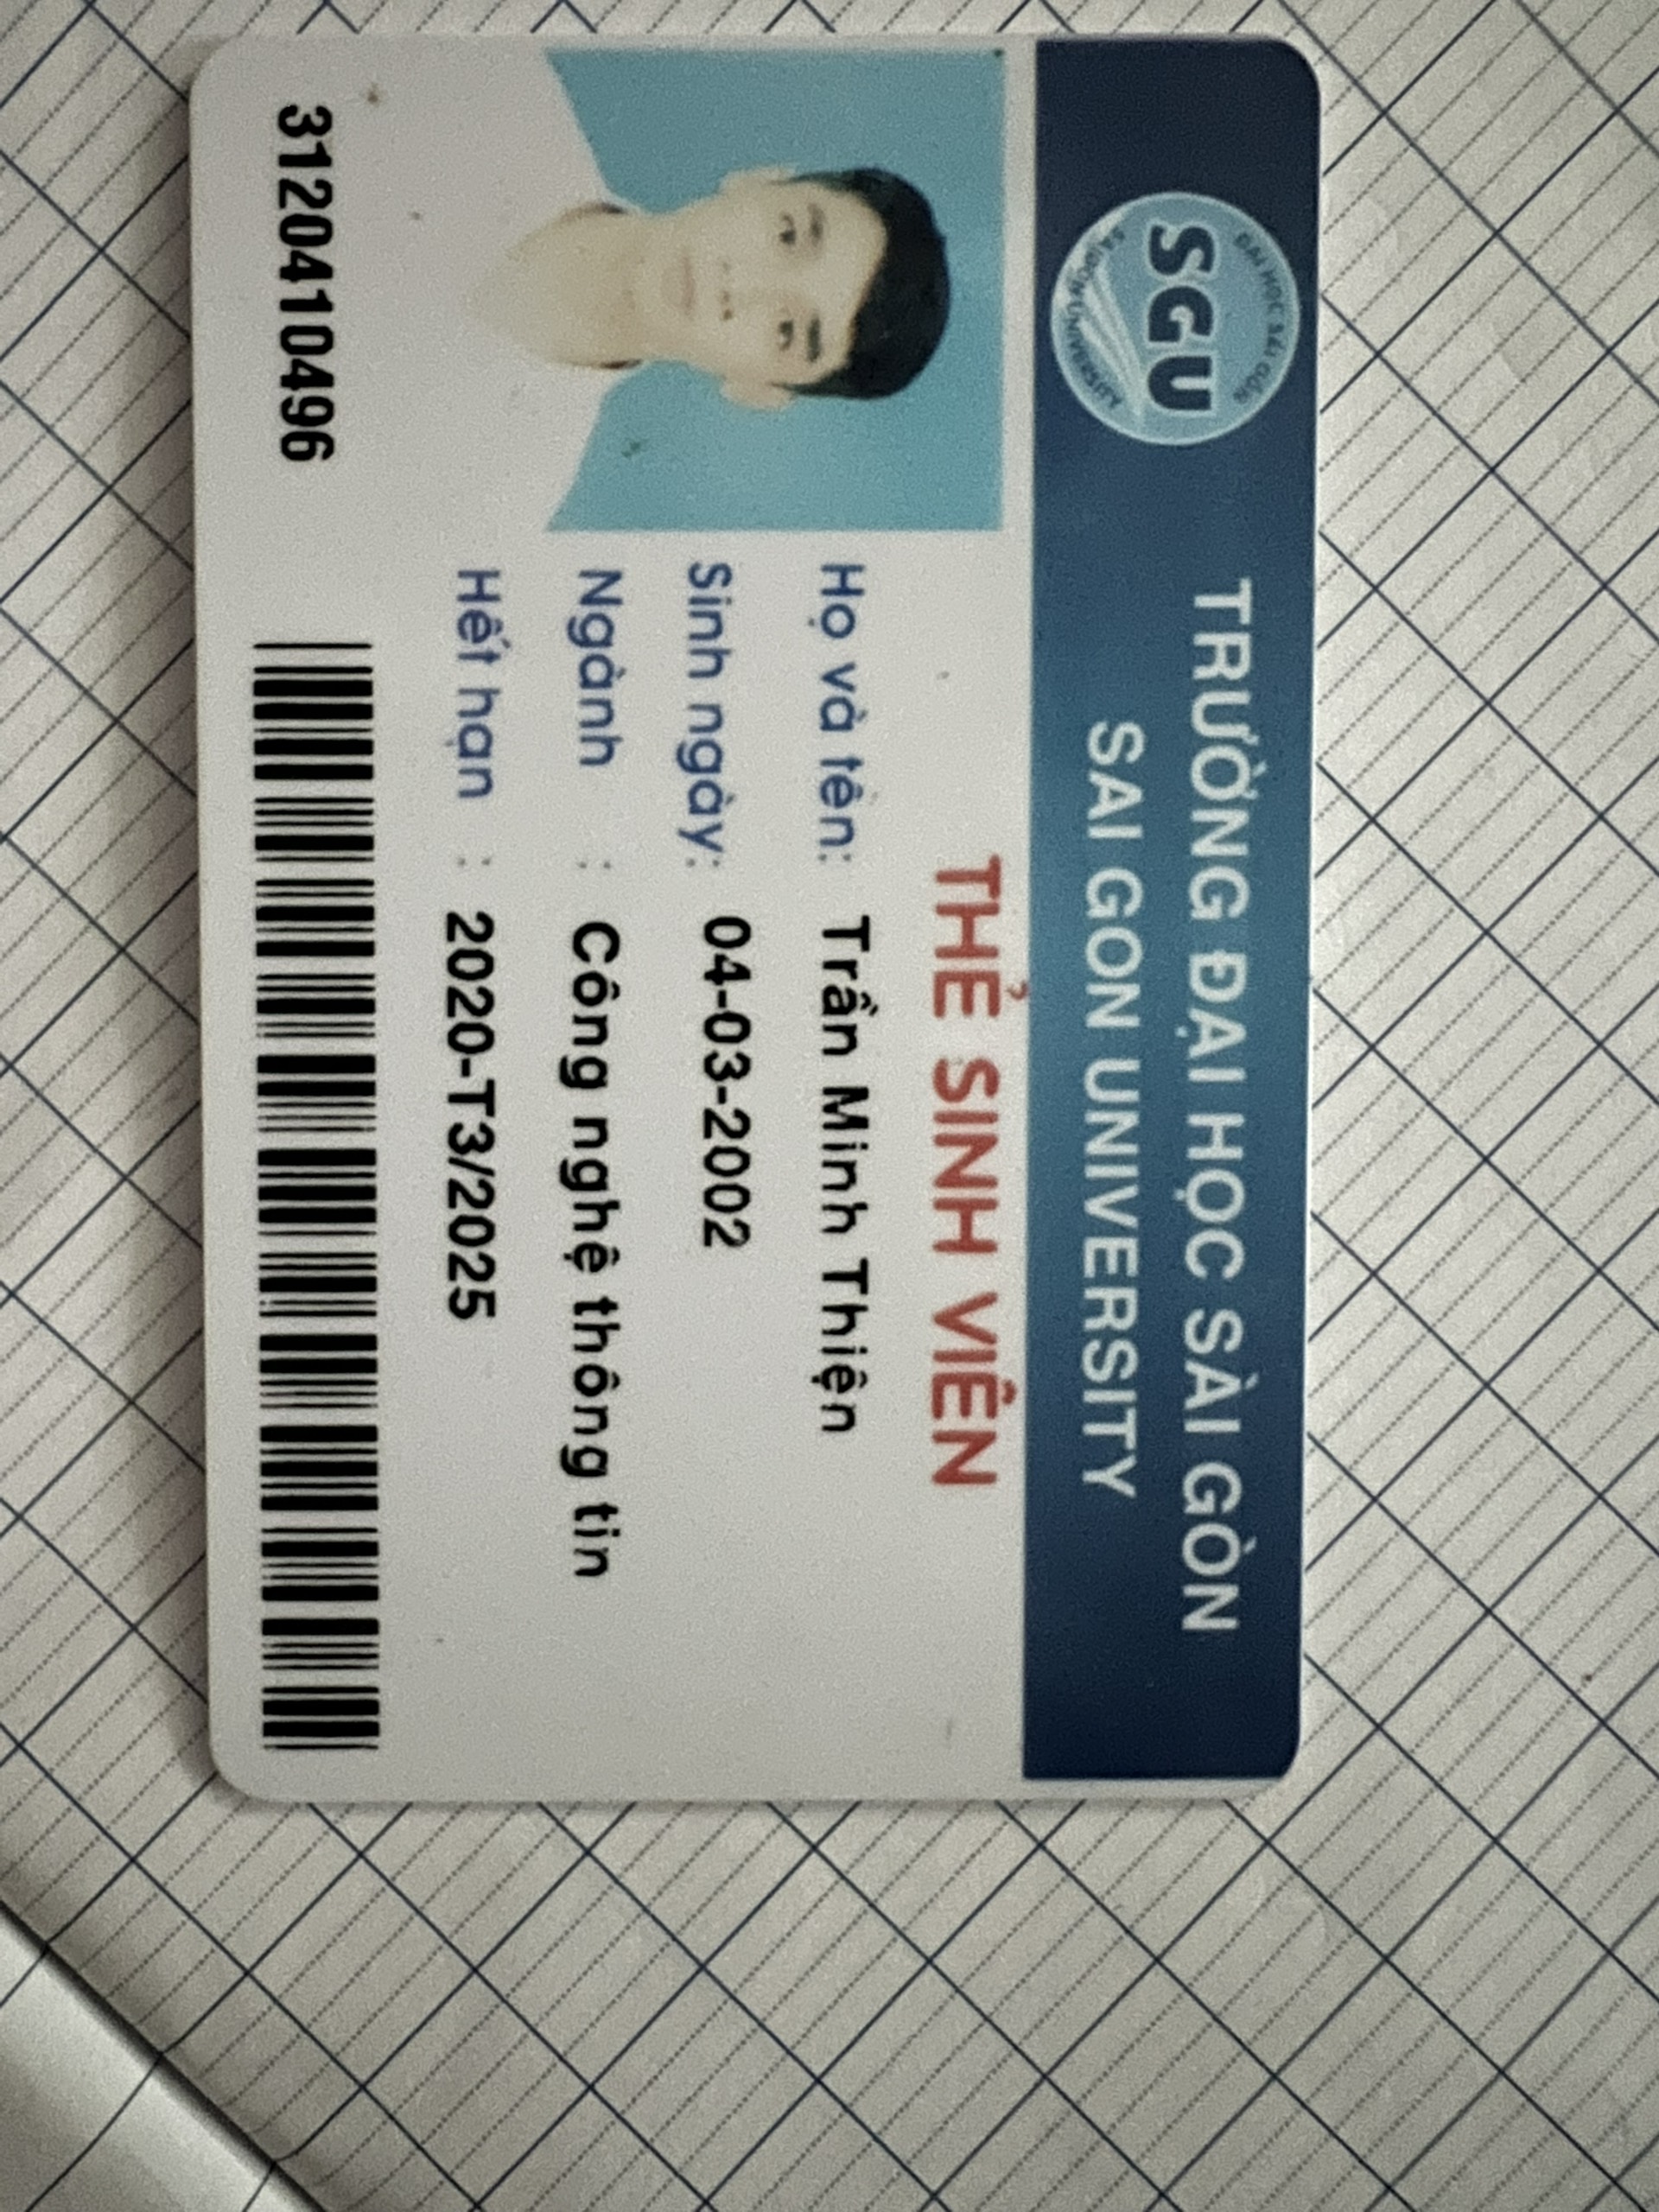 TRƯỜNG ĐẠI HỌC SÀI GÒN
SAI GON UNIVERSITY
ĐẠI HỌC SÀI GÒN
SGU
SAIGON UNIVERSITY
THẺ SINH VIÊN
Họ và tên: Trần Minh Thiện
Sinh ngày: 04-03-2002
Ngành : Công nghệ thông tin
Hết hạn : 2020-T3/2025
3120410496